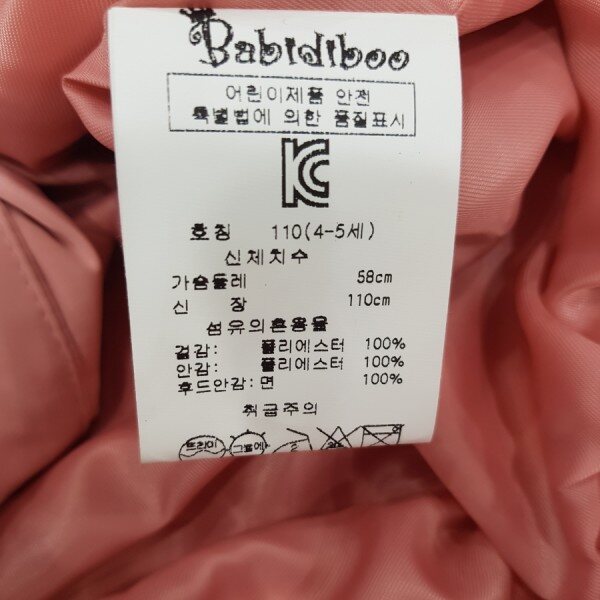 Babidiboo
어린이제품 안전
특별법에 의한 품질표시
KC
호칭 110(4-5세)
신체치수
가슴둘레 58cm
신 장 110cm
섬유의혼용율
겉감: 폴리에스터 100%
안감: 폴리에스터 100%
후드안감: 면 100%
취급주의
드라이